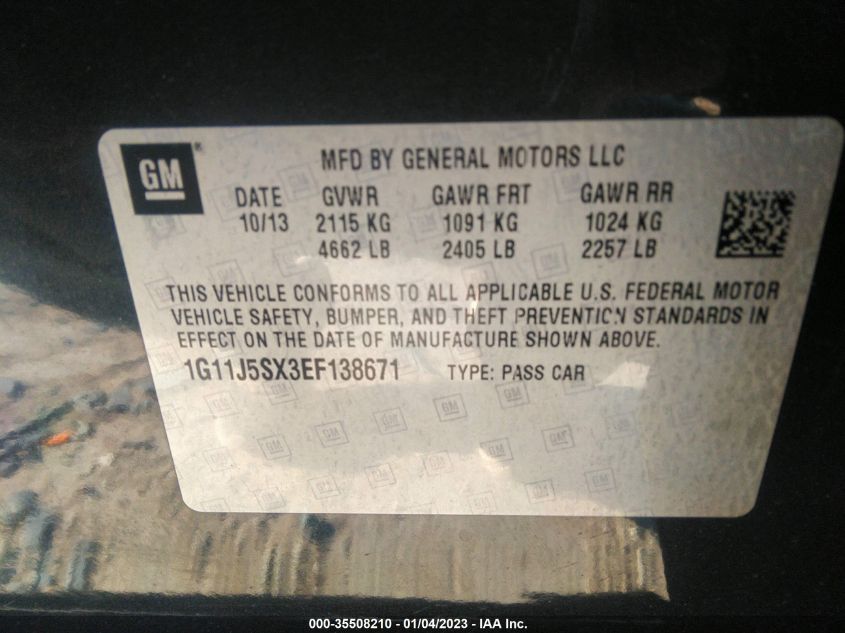 GM ® MFD BY GENERAL MOTORS LLC
DATE GVWR GAWR FRT GAWR RR
10/13 2115 KG 1091 KG 1024 KG
4662 LB 2405 LB 2257 LB
THIS VEHICLE CONFORMS TO ALL APPLICABLE U.S. FEDERAL MOTOR
VEHICLE SAFETY, BUMPER, AND THEFT PREVENTION STANDARDS IN
EFFECT ON THE DATE OF MANUFACTURE SHOWN ABOVE.
1G11J5SX3EF138671 TYPE: PASS CAR
000-35508210 - 01/04/2023 - IAA Inc.